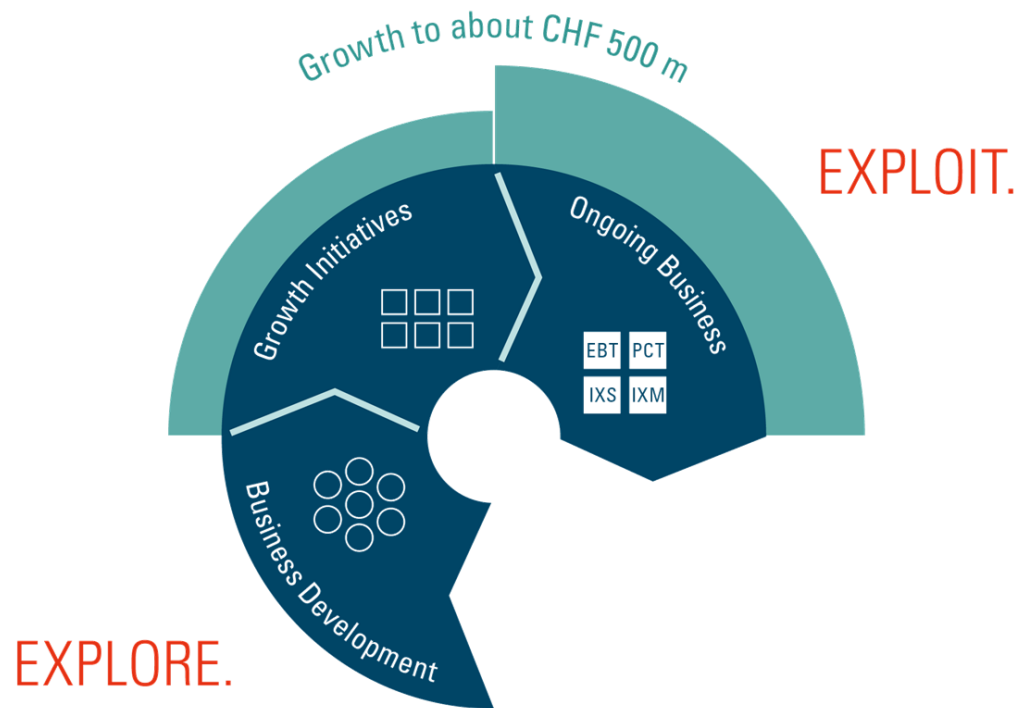 Growth to about CHF 500 m
EXPLOIT.
Growth Initiatives
Ongoing Business
EBT PCT
IXS IXM
Business Development
EXPLORE.